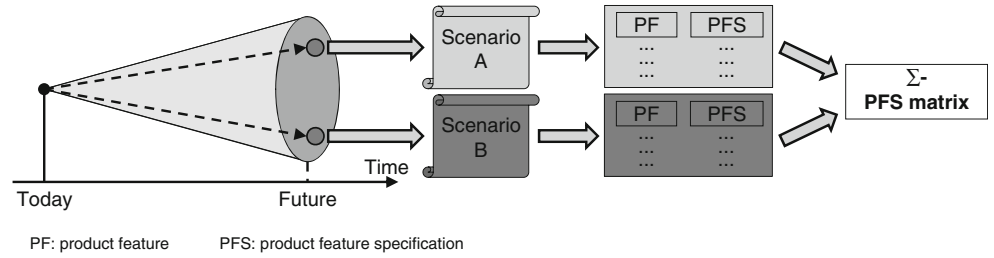 Scenario
A
PF PFS
... ...
... ...
Σ-
PFS matrix
Scenario
B
PF PFS
... ...
... ...
Time
Today
Future
PF: product feature
PFS: product feature specification